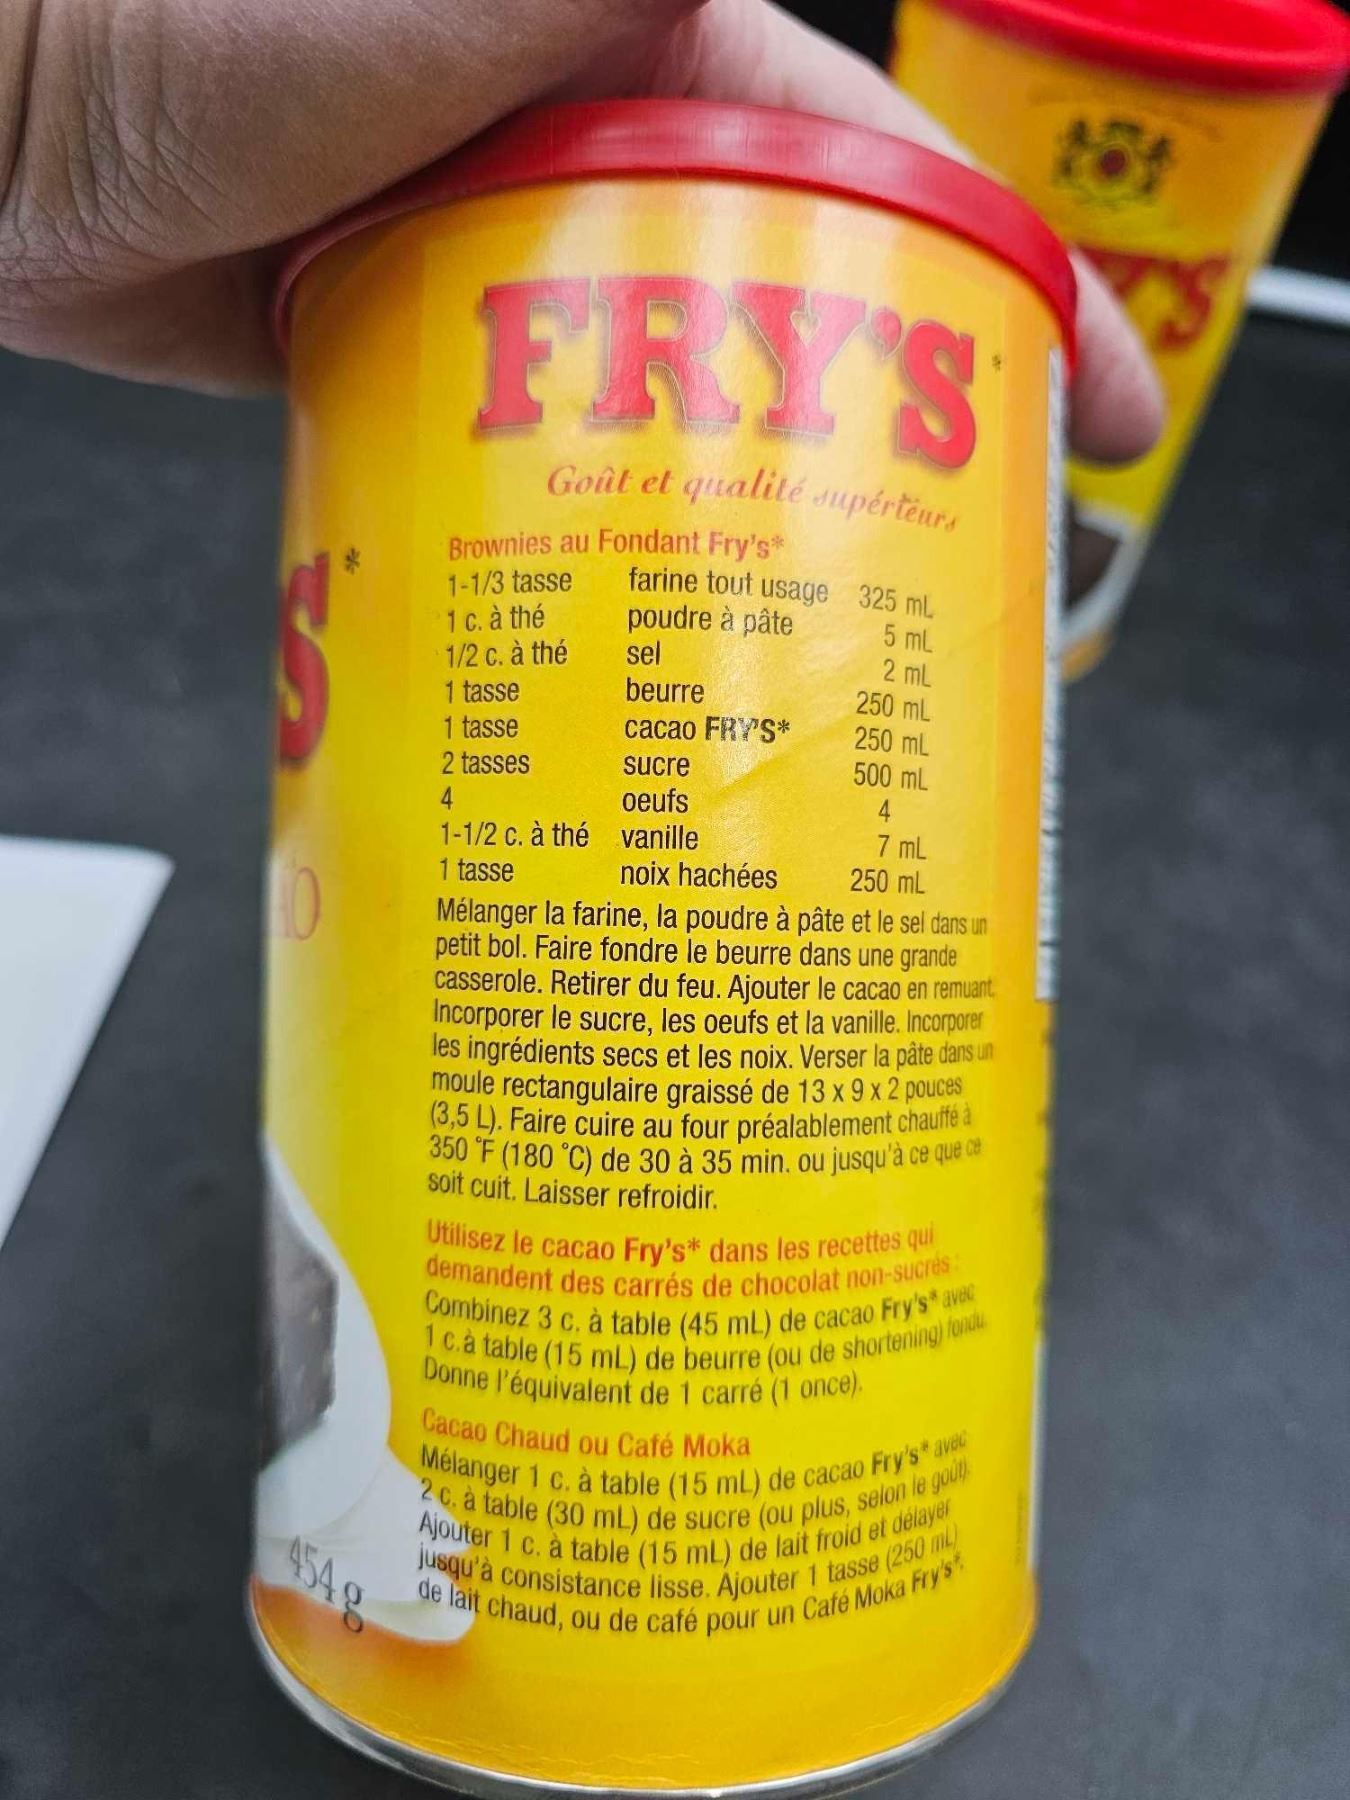 FRY'S*
Goût et qualité supérieurs
Brownies au Fondant Fry's*
1-1/3 tasse farine tout usage 325 mL
1 c. à thé poudre à pâte 5 mL
1/2 c. à thé sel 2 mL
1 tasse beurre 250 mL
1 tasse cacao FRY'S* 250 mL
2 tasses sucre 500 mL
4 oeufs 4
1-1/2 c. à thé vanille 7 mL
1 tasse noix hachées 250 mL
Mélanger la farine, la poudre à pâte et le sel dans un
petit bol. Faire fondre le beurre dans une grande
casserole. Retirer du feu. Ajouter le cacao en remuant.
Incorporer le sucre, les oeufs et la vanille. Incorporer
les ingrédients secs et les noix. Verser la pâte dans un
moule rectangulaire graissé de 13 x 9 x 2 pouces
(3,5 L). Faire cuire au four préalablement chauffé à
350 °F (180 °C) de 30 à 35 min. ou jusqu'à ce que ce
soit cuit. Laisser refroidir.
Utilisez le cacao Fry's* dans les recettes qui
demandent des carrés de chocolat non-sucrés :
Combinez 3 c. à table (45 mL) de cacao Fry's* avec
1 c.à table (15 mL) de beurre (ou de shortening) fondu.
Donne l'équivalent de 1 carré (1 once).
Cacao Chaud ou Café Moka
Mélanger 1 c. à table (15 mL) de cacao Fry's* avec
2 c. à table (30 mL) de sucre (ou plus, selon le goût).
Ajouter 1 c. à table (15 mL) de lait froid et délayer
jusqu'à consistance lisse. Ajouter 1 tasse (250 mL)
de lait chaud, ou de café pour un Café Moka Fry's*.
S*
454 g
Y'S